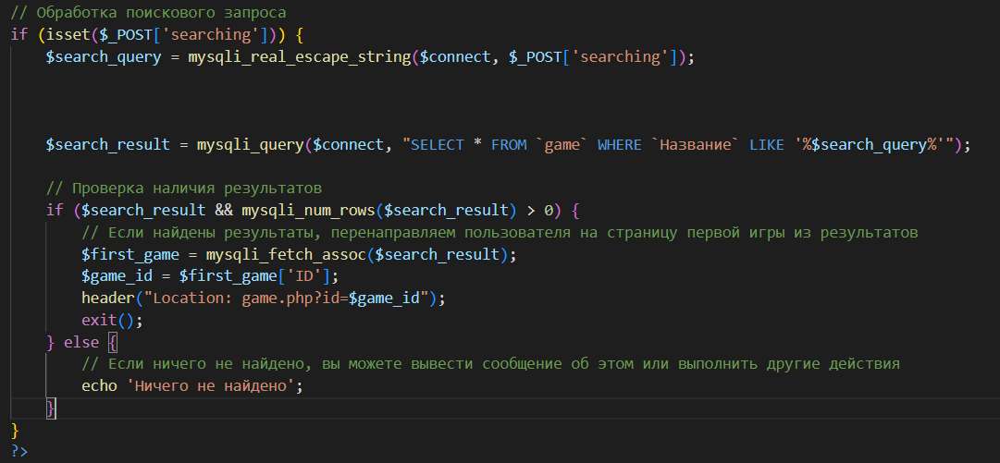 // Обработка поискового запроса
if (isset($_POST['searching'])) {
$search_query = mysqli_real_escape_string($connect, $_POST['searching']);
$search_result = mysqli_query($connect, "SELECT * FROM `game` WHERE `Название` LIKE '%$search_query%'");
// Проверка наличия результатов
if ($search_result && mysqli_num_rows($search_result) > 0) {
// Если найдены результаты, перенаправляем пользователя на страницу первой игры из результатов
$first_game = mysqli_fetch_assoc($search_result);
$game_id = $first_game['ID'];
header("Location: game.php?id=$game_id");
exit();
} else {
// Если ничего не найдено, вы можете вывести сообщение об этом или выполнить другие действия
echo 'Ничего не найдено';
}
}
?>